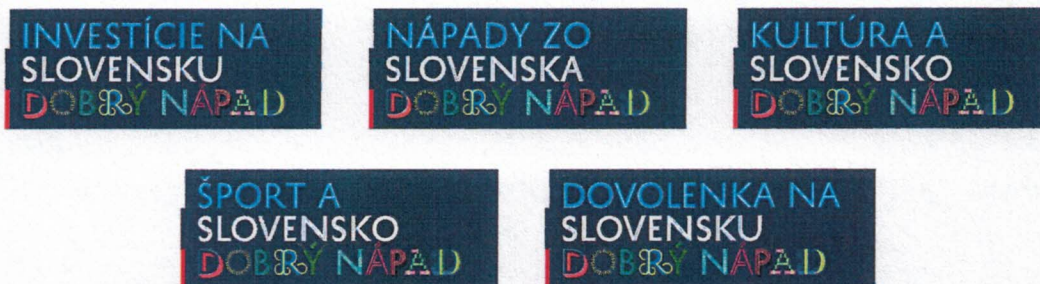 INVESTÍCIE NA
SLOVENSKU
DOBRÝ NÁPAD
NÁPADY ZO
SLOVENSKA
DOBRÝ NÁPAD
KULTÚRA A
SLOVENSKO
DOBRÝ NÁPAD
ŠPORT A
SLOVENSKO
DOBRÝ NÁPAD
DOVOLENKA NA
SLOVENSKU
DOBRÝ NÁPAD